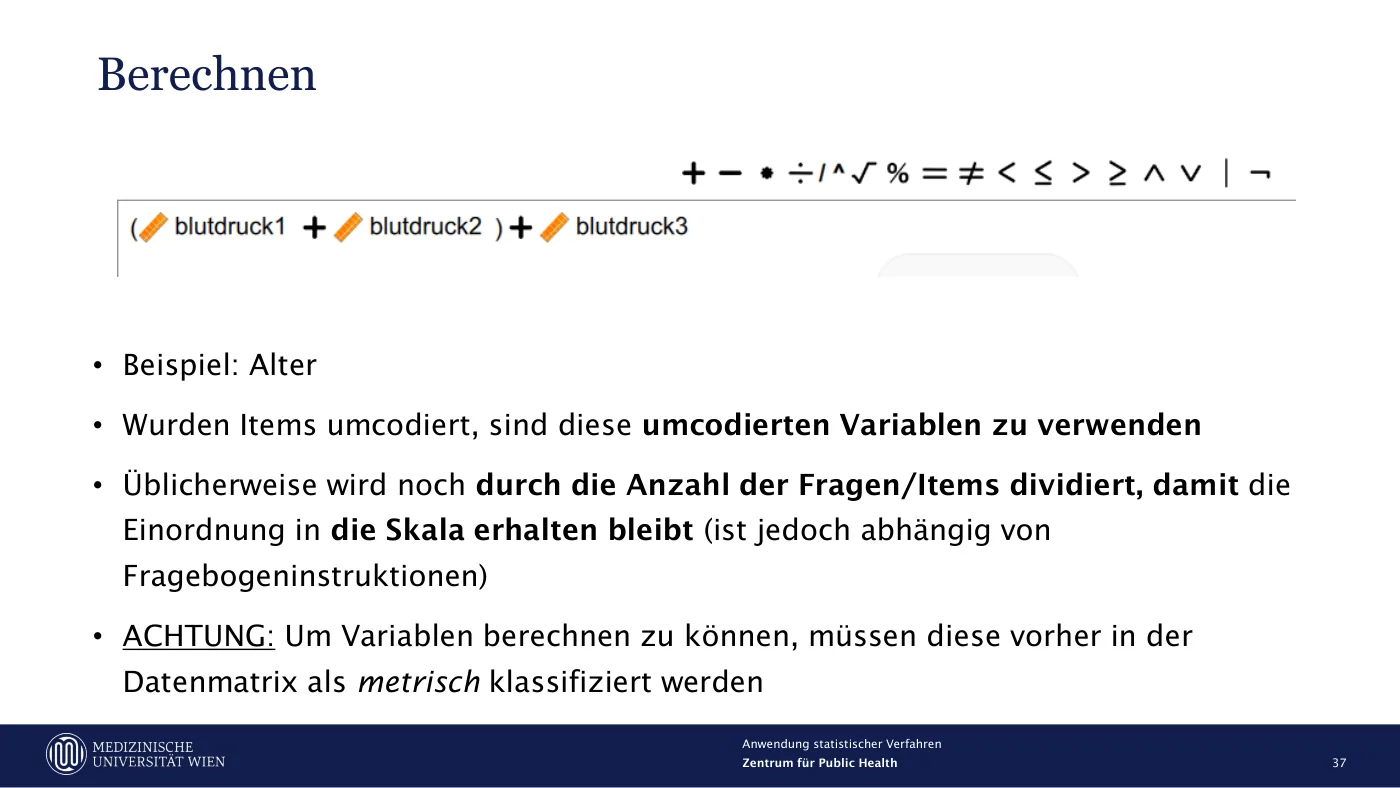 Berechnen
+ − * ÷ / ^ √ % = ≠ < ≤ > ≥ ∧ ∨ | ¬
( blutdruck1 + blutdruck2 ) + blutdruck3
• Beispiel: Alter
• Wurden Items umcodiert, sind diese umcodierten Variablen zu verwenden
• Üblicherweise wird noch durch die Anzahl der Fragen/Items dividiert, damit die
Einordnung in die Skala erhalten bleibt (ist jedoch abhängig von
Fragebogeninstruktionen)
• ACHTUNG: Um Variablen berechnen zu können, müssen diese vorher in der
Datenmatrix als metrisch klassifiziert werden
MEDIZINISCHE
UNIVERSITÄT WIEN
Anwendung statistischer Verfahren
Zentrum für Public Health
37